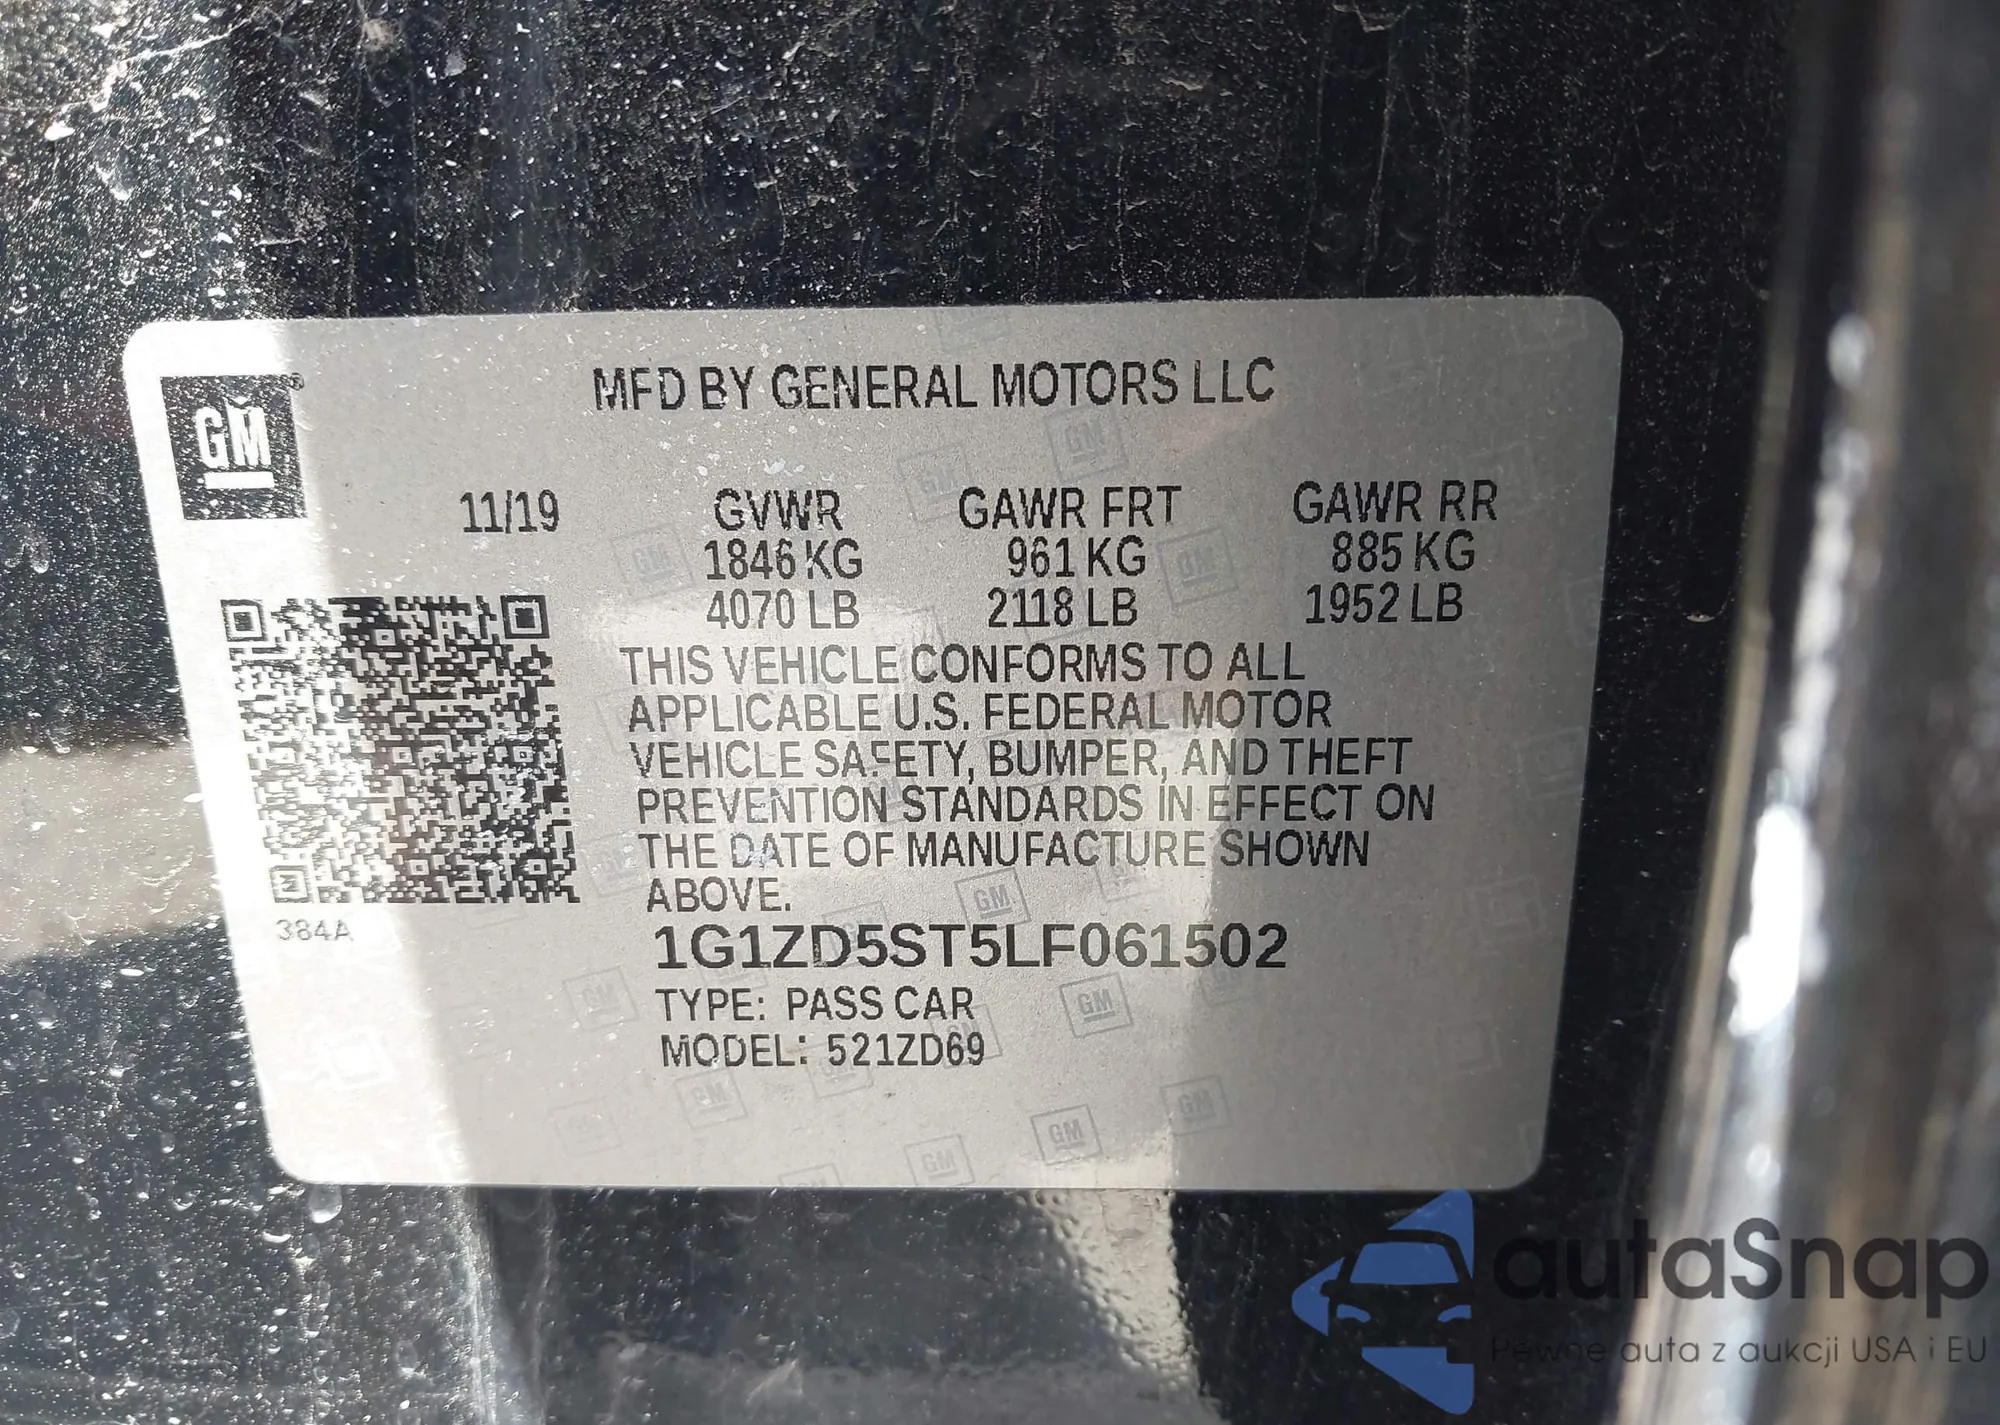 GM®
MFD BY GENERAL MOTORS LLC
11/19
GVWR GAWR FRT GAWR RR
1846 KG 961 KG 885 KG
4070 LB 2118 LB 1952 LB
THIS VEHICLE CONFORMS TO ALL
APPLICABLE U.S. FEDERAL MOTOR
VEHICLE SAFETY, BUMPER, AND THEFT
PREVENTION STANDARDS IN EFFECT ON
THE DATE OF MANUFACTURE SHOWN
ABOVE.
384A
1G1ZD5ST5LF061502
TYPE: PASS CAR
MODEL: 521ZD69
autaSnap
Pewne auta z aukcji USA i EU